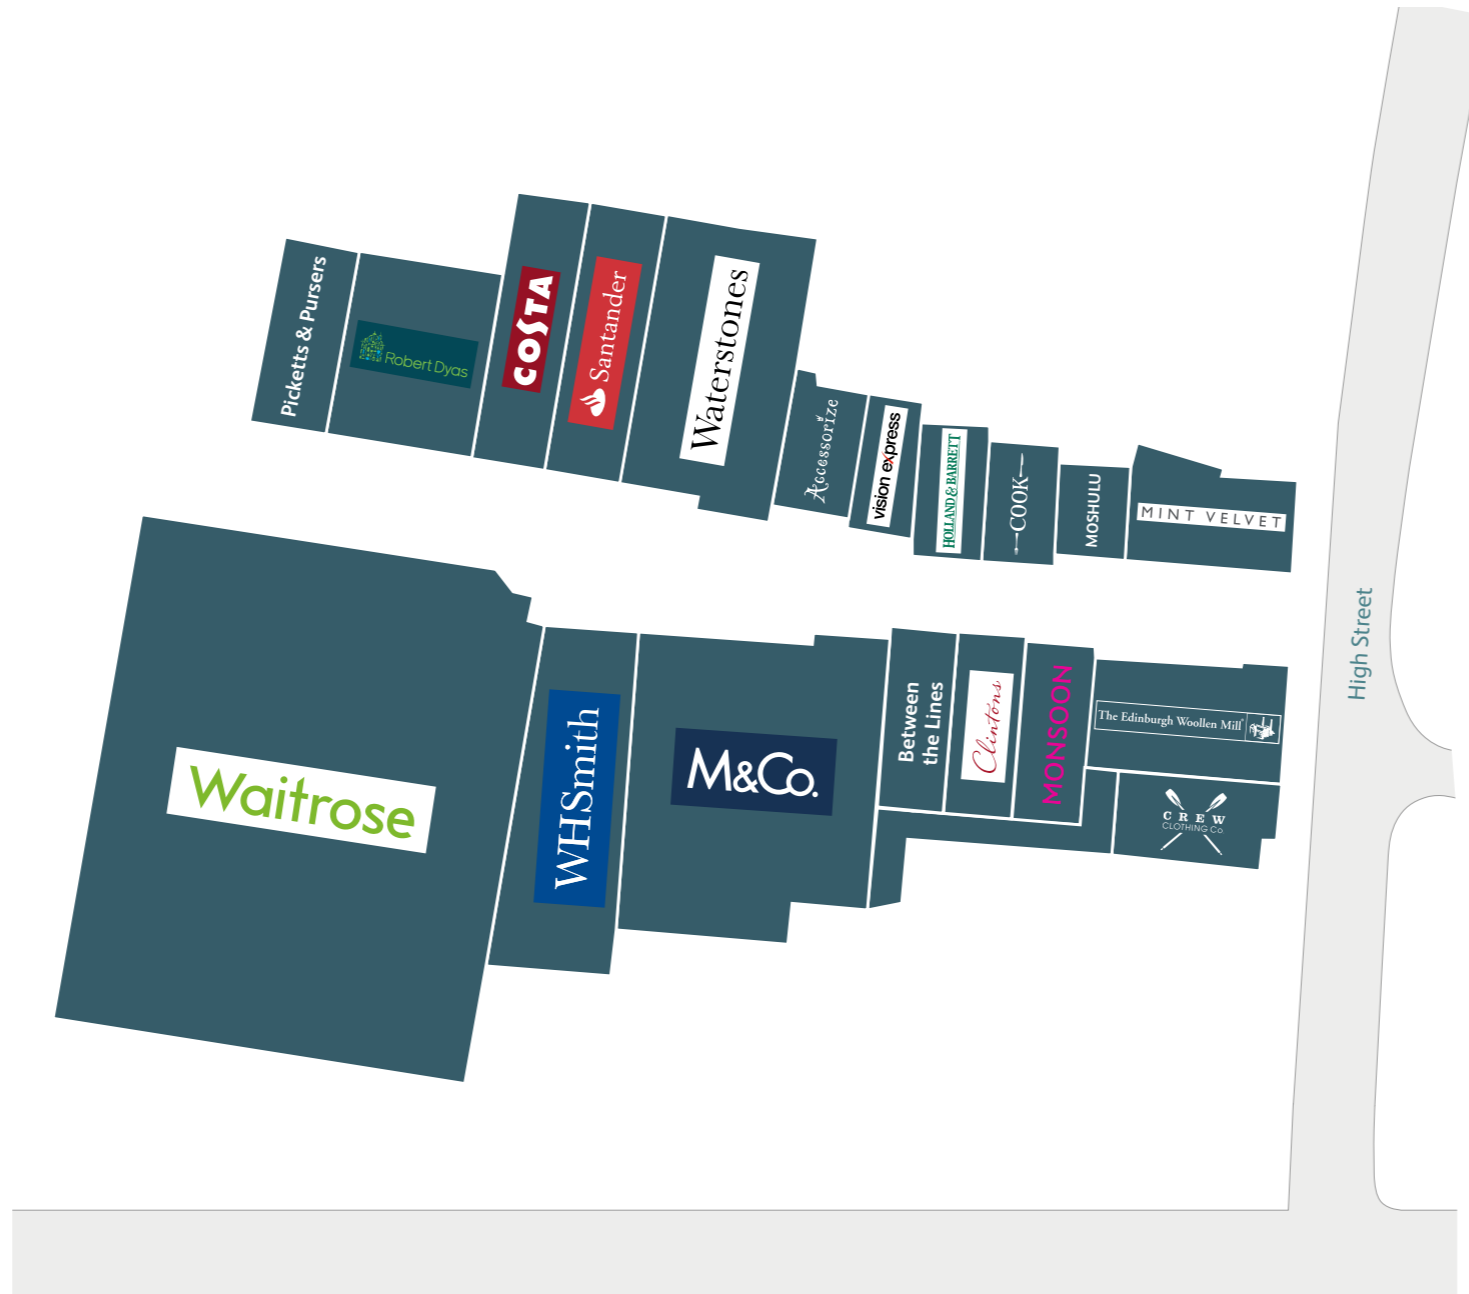 Picketts & Pursers
Robert Dyas
COSTA
Santander
Waterstones
Accessorize
vision express
HOLLAND & BARRETT
COOK
MOSHULU
MINT VELVET
Waitrose
WHSmith
M&Co.
Between
the Lines
Clintons
MONSOON
The Edinburgh Woollen Mill
CREW
CLOTHING Co
High Street